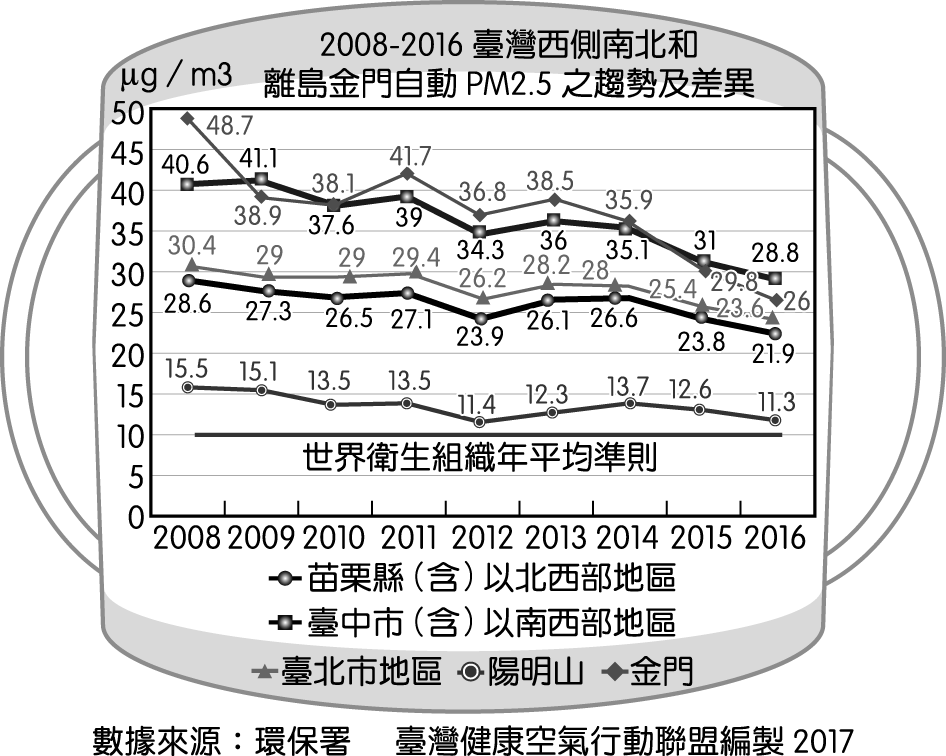 2008-2016 臺灣西側南北和
離島金門自動 PM2.5 之趨勢及差異
μg / m3
50
45
40
35
30
25
20
15
10
5
0
48.7 38.9 38.1 41.7 36.8 38.5 35.9 29.8 26
40.6 41.1 37.6 39 34.3 36 35.1 31 28.8
30.4 29 29 29.4 26.2 28.2 28 25.4 23.6
28.6 27.3 26.5 27.1 23.9 26.1 26.6 23.8 21.9
15.5 15.1 13.5 13.5 11.4 12.3 13.7 12.6 11.3
世界衛生組織年平均準則
2008 2009 2010 2011 2012 2013 2014 2015 2016
苗栗縣(含)以北西部地區
臺中市(含)以南西部地區
臺北市地區 陽明山 金門
數據來源：環保署 臺灣健康空氣行動聯盟編製 2017